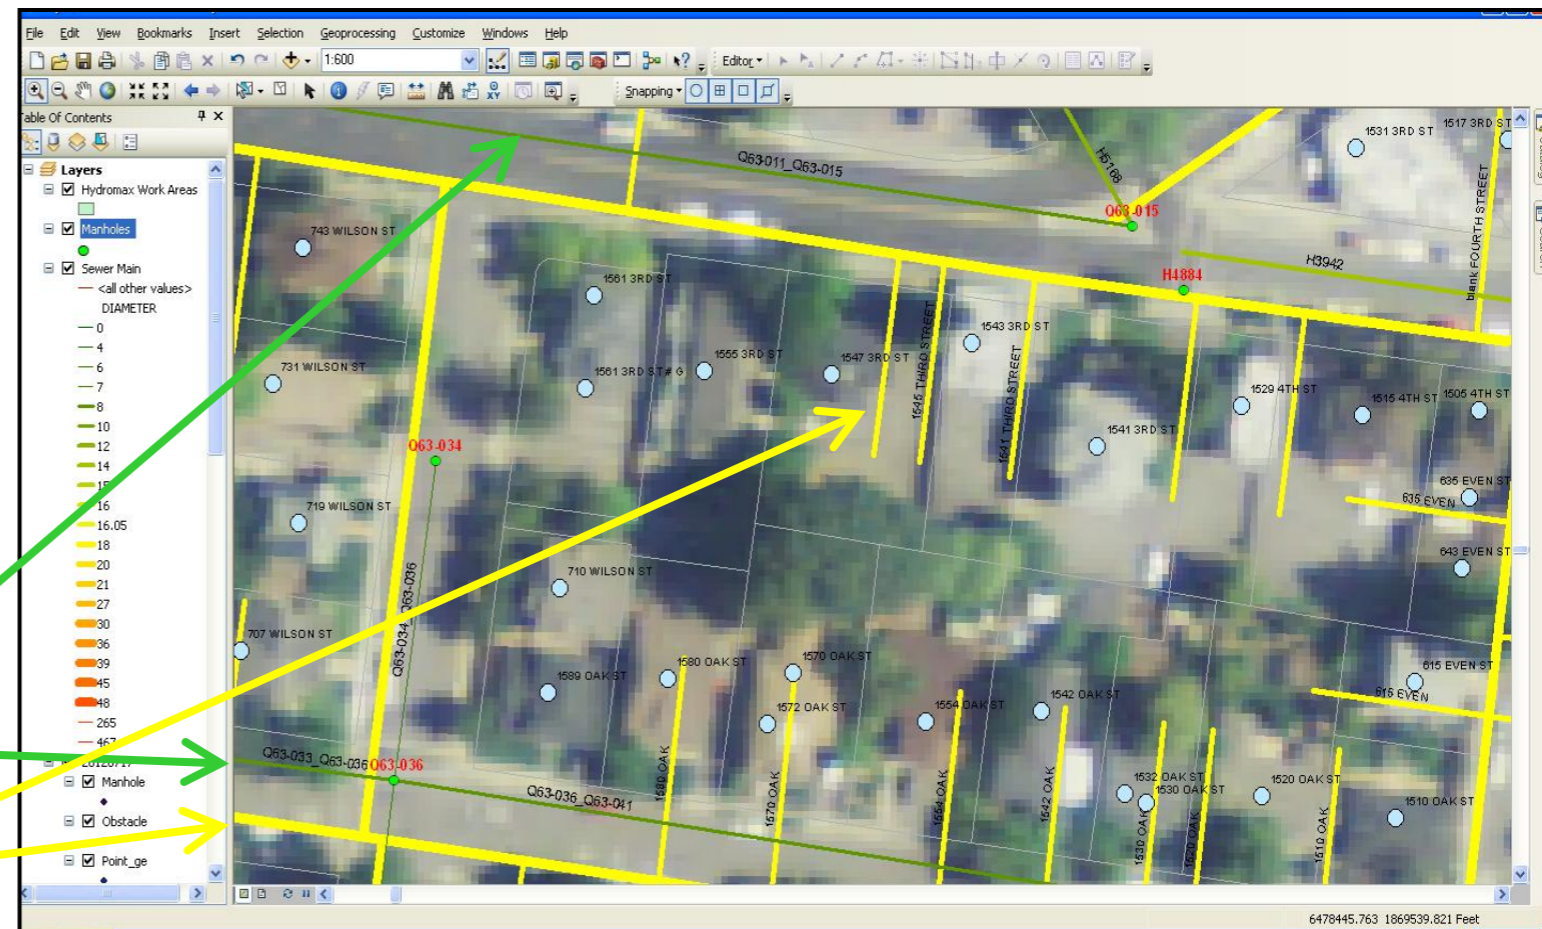 File Edit View Bookmarks Insert Selection Geoprocessing Customize Windows Help
1:600
Editor
Snapping
Table Of Contents
Layers
Hydromax Work Areas
Manholes
Sewer Main
<all other values>
DIAMETER
0
4
6
7
8
10
12
14
15
16
16.05
18
20
21
27
30
36
39
45
48
265
467
Manhole
Obstacle
Point_ge
Q63-011_Q63-015
H5168
Q63-015
1531 3RD ST
1517 3RD ST
blank FOURTH STREET
H3942
H4884
743 WILSON ST
1561 3RD ST
1543 3RD ST
1555 3RD ST
1547 3RD ST
1545 THIRD STREET
1541 THIRD STREET
731 WILSON ST
1561 3RD ST # G
1529 4TH ST
1515 4TH ST
1505 4TH ST
1541 3RD ST
Q63-034
635 EVEN ST
635 EVEN
719 WILSON ST
643 EVEN ST
710 WILSON ST
Q63-034_Q63-036
707 WILSON ST
1589 OAK ST
1580 OAK ST
1570 OAK ST
615 EVEN ST
615 EVEN
1572 OAK ST
1554 OAK ST
1542 OAK ST
Q63-033_Q63-036
Q63-036
Q63-036_Q63-041
1580 OAK
1570 OAK
1554 OAK
1542 OAK
1532 OAK ST
1530 OAK ST
1520 OAK ST
1510 OAK ST
1530 OAK
1520 OAK
1510 OAK
6478445.763 1869539.821 Feet